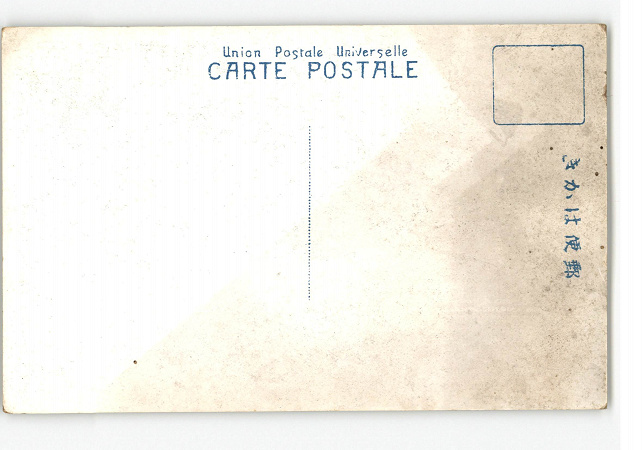 Union Postale Universelle
CARTE POSTALE
きかは便郵